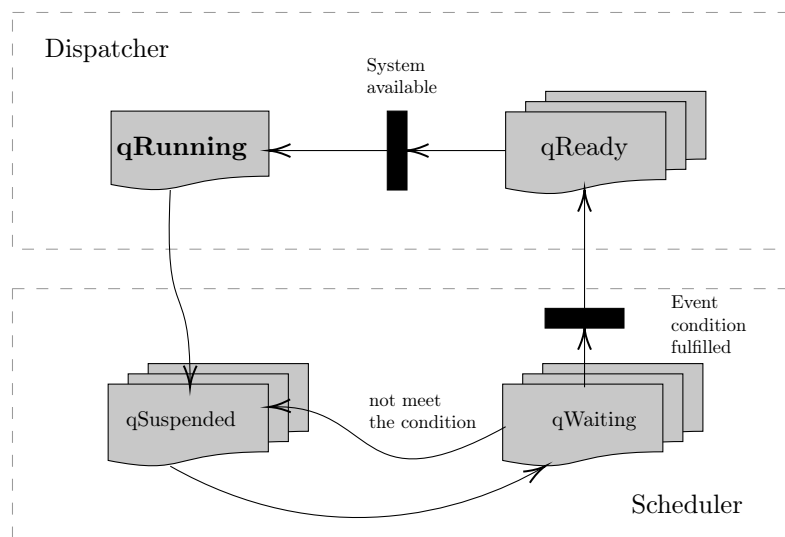 Dispatcher
System
available
qRunning
qReady
Event
condition
fulfilled
not meet
the condition
qSuspended
qWaiting
Scheduler